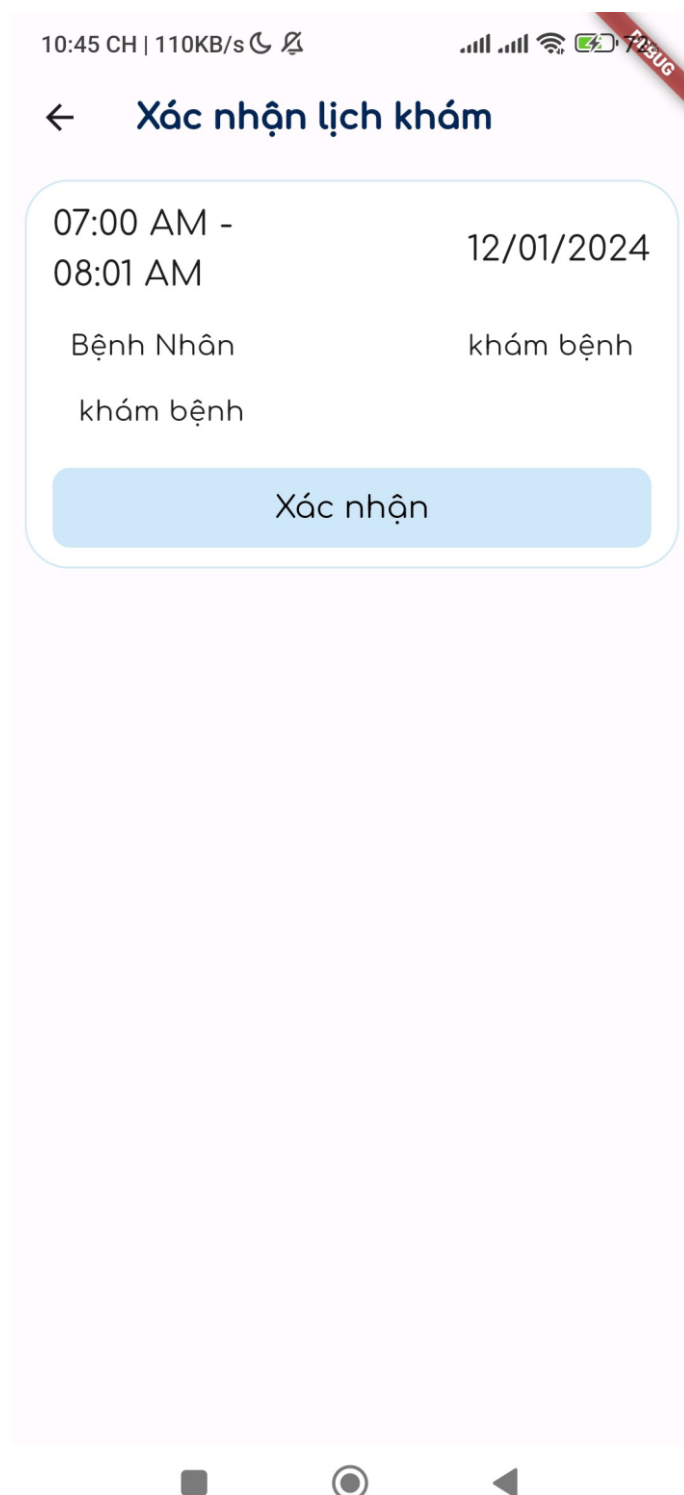 10:45 CH | 110KB/s
DEBUG
Xác nhận lịch khám
07:00 AM -
08:01 AM
12/01/2024
Bệnh Nhân
khám bệnh
khám bệnh
Xác nhận